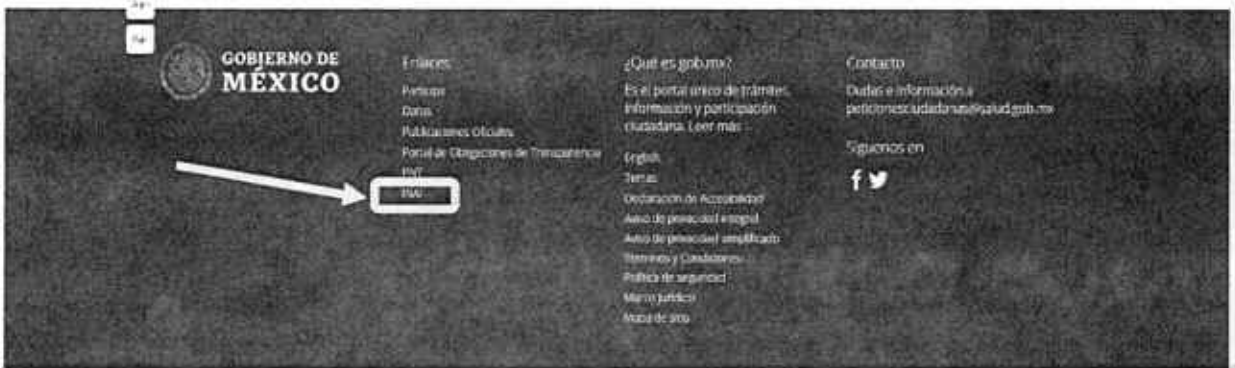 GOBIERNO DE
MÉXICO
Enlaces
Participa
Datos
Publicaciones Oficiales
Portal de Obligaciones de Transparencia
PNT
¿Qué es gob.mx?
Es el portal único de trámites,
información y participación
ciudadana. Leer más
English
Temas
Declaración de Accesibilidad
Aviso de privacidad integral
Aviso de privacidad simplificado
Términos y Condiciones
Política de seguridad
Marco Jurídico
Mapa de sitio
Contacto
Dudas e información a
peticionesciudadanas@salud.gob.mx
Síguenos en